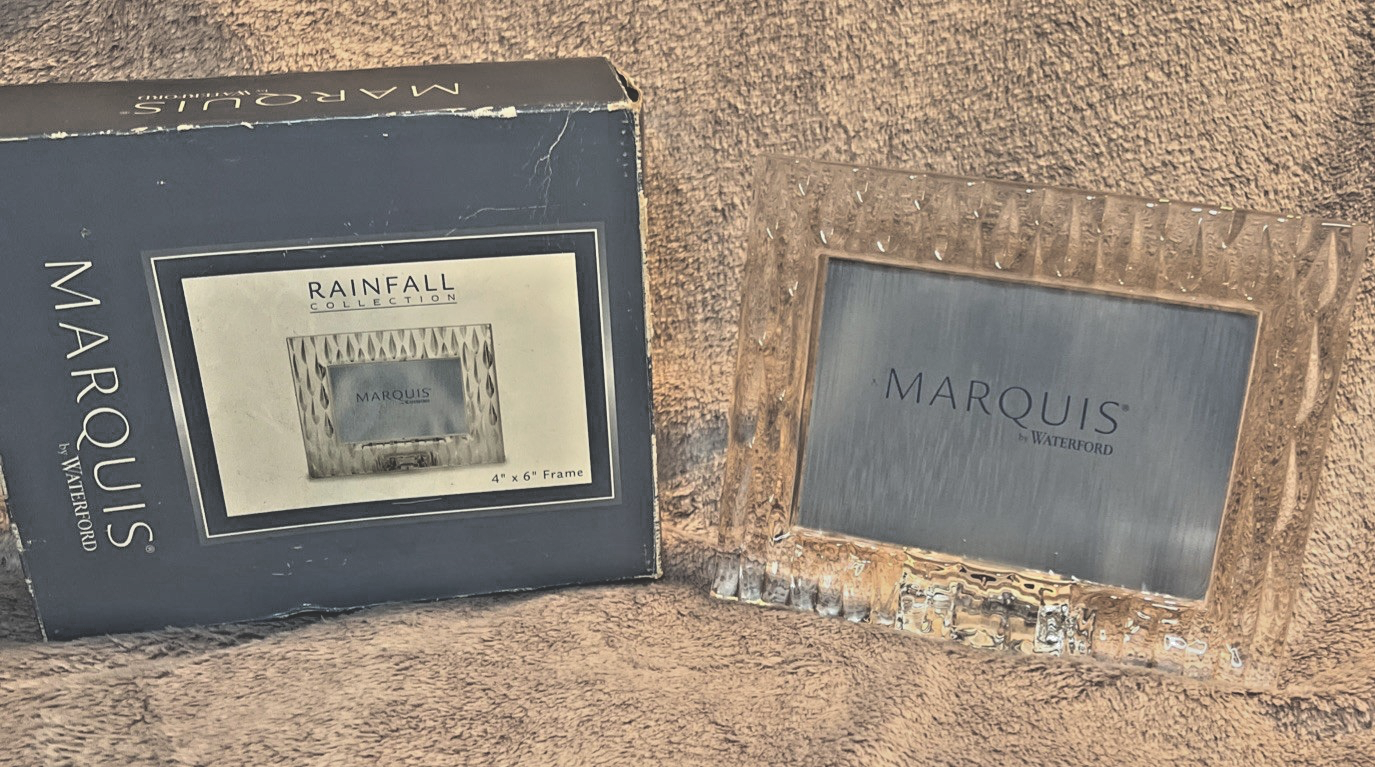 MARQUIS
by WATERFORD
MARQUIS®
by WATERFORD
RAINFALL
COLLECTION
MARQUIS
4" x 6" Frame
MARQUIS®
by WATERFORD